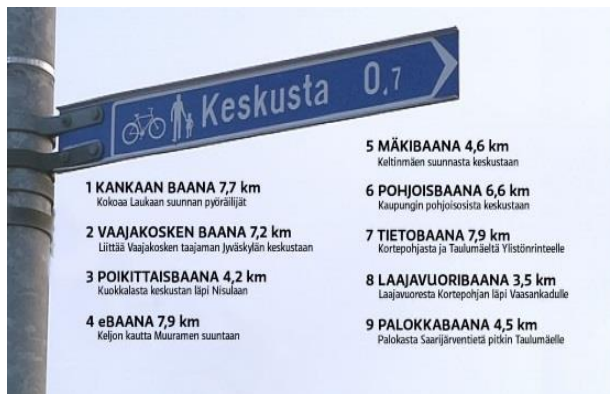 Keskusta 0,7
1 KANKAAN BAANA 7,7 km
Kokoaa Laukaan suunnan pyöräilijät
2 VAAJAKOSKEN BAANA 7,2 km
Liittää Vaajakosken taajaman Jyväskylän keskustaan
3 POIKITTAISBAANA 4,2 km
Kuokkalasta keskustan läpi Nisulaan
4 eBAANA 7,9 km
Keljon kautta Muuramen suuntaan
5 MÄKIBAANA 4,6 km
Keltinmäen suunnasta keskustaan
6 POHJOISBAANA 6,6 km
Kaupungin pohjoisosista keskustaan
7 TIETOBAANA 7,9 km
Kortepohjasta ja Taulumäeltä Ylistönrinteelle
8 LAAJAVUORIBAANA 3,5 km
Laajavuoresta Kortepohjan läpi Vaasankadulle
9 PALOKKABAANA 4,5 km
Palokasta Saarijärventietä pitkin Taulumäelle